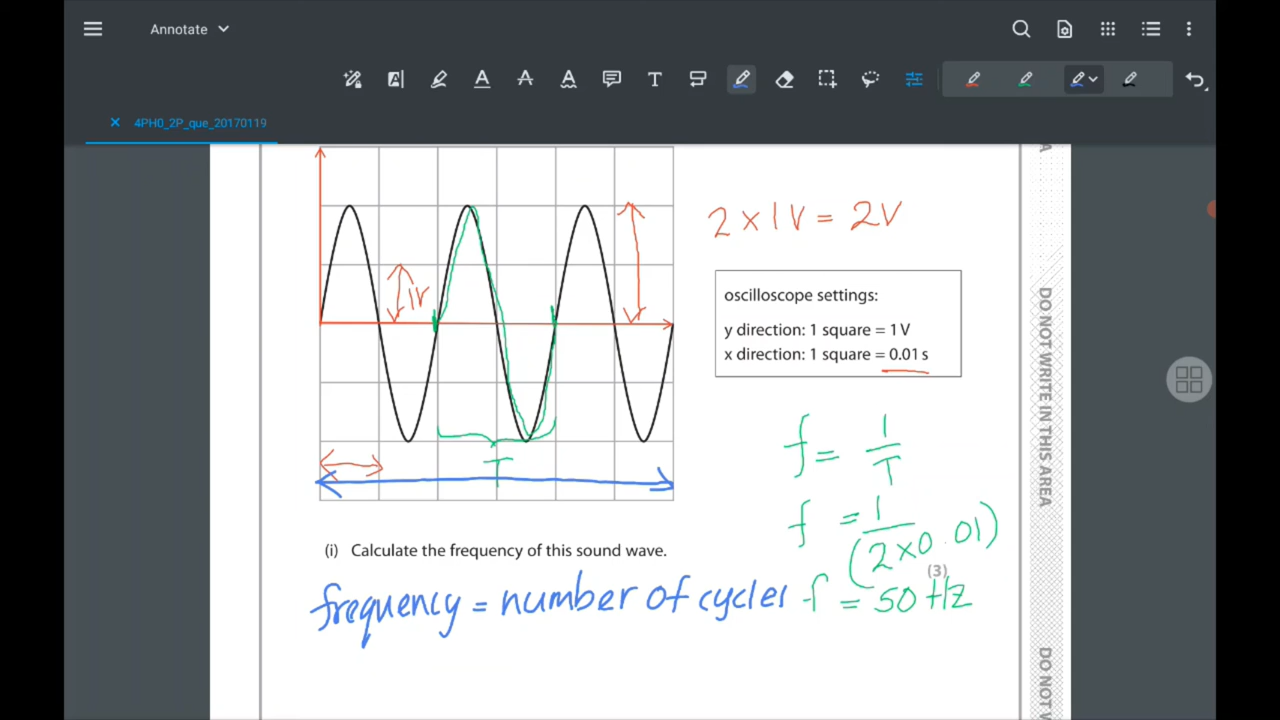 Annotate
4PH0_2P_que_20170119
A
2 x 1V = 2V
1V
oscilloscope settings:
y direction: 1 square = 1 V
x direction: 1 square = 0.01 s
DO NOT WRITE IN THIS AREA
f = 1/T
T
f = 1/(2 x 0.01)
(i) Calculate the frequency of this sound wave.
(3)
frequency = number of cycles
f = 50 Hz
DO NOT W